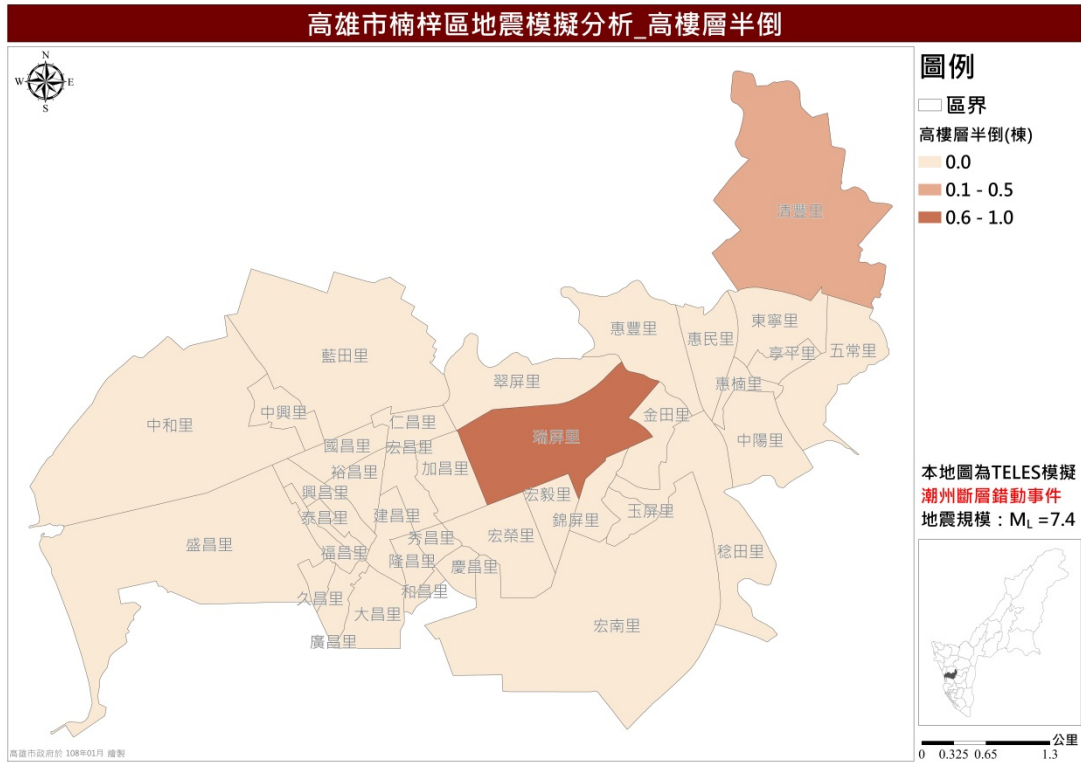 高雄市楠梓區地震模擬分析_高樓層半倒
N
W
E
S
圖例
區界
高樓層半倒(棟)
0.0
0.1 - 0.5
0.6 - 1.0
清豐里
東寧里
惠豐里
惠民里
享平里
五常里
藍田里
翠屏里
惠楠里
中興里
仁昌里
金田里
中和里
瑞屏里
中陽里
國昌里
宏昌里
加昌里
裕昌里
興昌里
宏毅里
泰昌里
建昌里
錦屏里
玉屏里
盛昌里
秀昌里
宏榮里
福昌里
隆昌里
慶昌里
稔田里
久昌里
和昌里
大昌里
宏南里
廣昌里
本地圖為TELES模擬
潮州斷層錯動事件
地震規模：ML =7.4
公里
0 0.325 0.65 1.3
高雄市政府於 108年01月 繪製